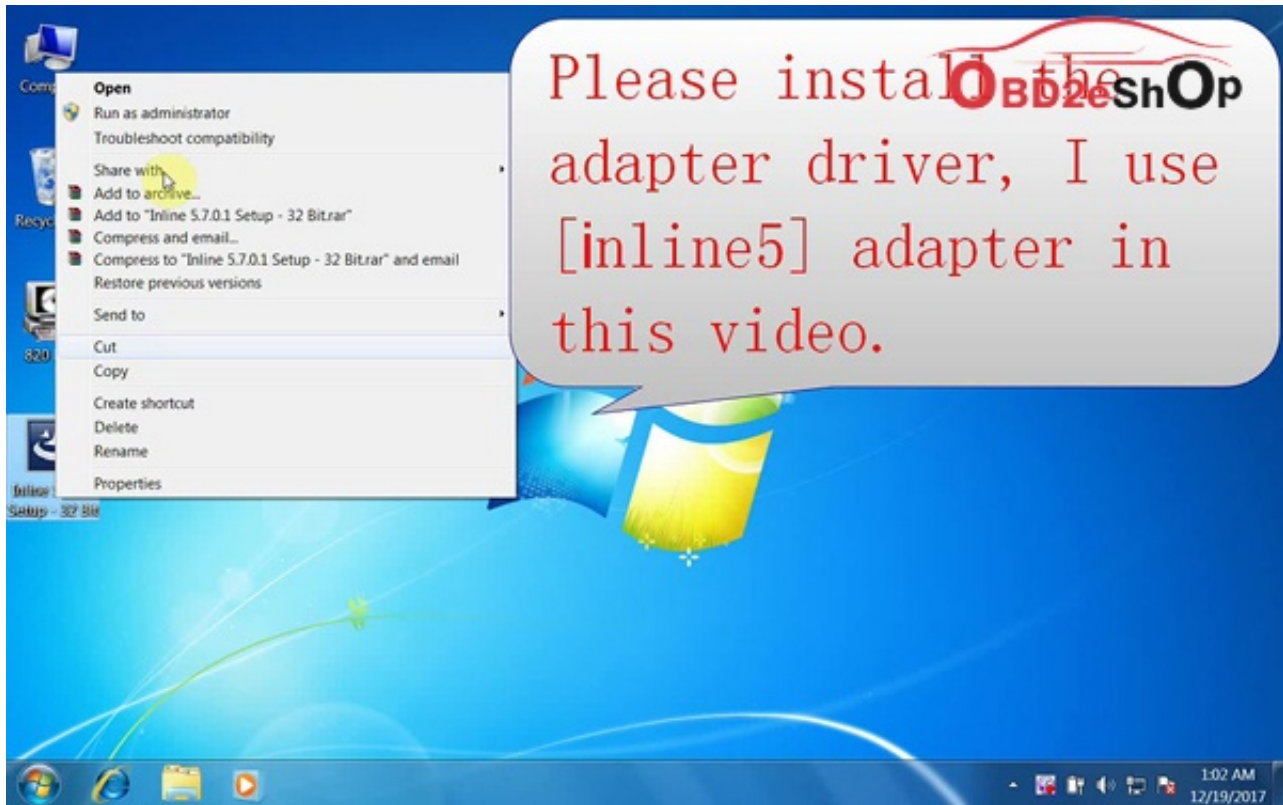 Open
Run as administrator
Troubleshoot compatibility
Share with
Add to archive...
Add to "Inline 5.7.0.1 Setup - 32 Bit.rar"
Compress and email...
Compress to "Inline 5.7.0.1 Setup - 32 Bit.rar" and email
Restore previous versions
Send to
Cut
Copy
Create shortcut
Delete
Rename
Properties
Please install the
adapter driver, I use
[inline5] adapter in
this video.
OBD2eShOp
Comp
Recyc
820
Inline
Setup - 32 Bit
1:02 AM
12/19/2017